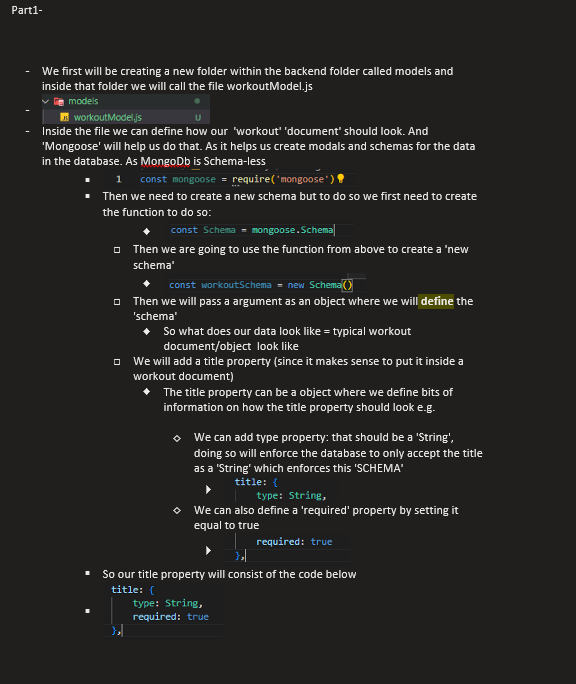 Part1-
- We first will be creating a new folder within the backend folder called models and
inside that folder we will call the file workoutModel.js
models
- workoutModel.js U
- Inside the file we can define how our 'workout' 'document' should look. And
'Mongoose' will help us do that. As it helps us create modals and schemas for the data
in the database. As MongoDb is Schema-less
1 const mongoose = require('mongoose')
Then we need to create a new schema but to do so we first need to create
the function to do so:
const Schema = mongoose.Schema
Then we are going to use the function from above to create a 'new
schema'
const workoutSchema = new Schema()
Then we will pass a argument as an object where we will define the
'schema'
So what does our data look like = typical workout
document/object look like
We will add a title property (since it makes sense to put it inside a
workout document)
The title property can be a object where we define bits of
information on how the title property should look e.g.
We can add type property: that should be a 'String',
doing so will enforce the database to only accept the title
as a 'String' which enforces this 'SCHEMA'
title: {
type: String,
We can also define a 'required' property by setting it
equal to true
required: true
},
So our title property will consist of the code below
title: {
type: String,
required: true
},